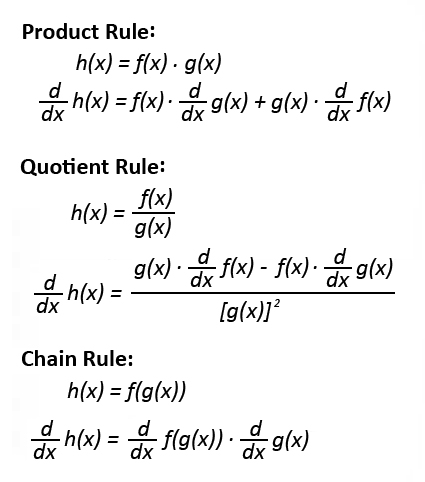 Product Rule:
h(x) = f(x) · g(x)
d/dx h(x) = f(x) · d/dx g(x) + g(x) · d/dx f(x)
Quotient Rule:
h(x) = f(x)/g(x)
d/dx h(x) = (g(x) · d/dx f(x) - f(x) · d/dx g(x))/[g(x)]²
Chain Rule:
h(x) = f(g(x))
d/dx h(x) = d/dx f(g(x)) · d/dx g(x)